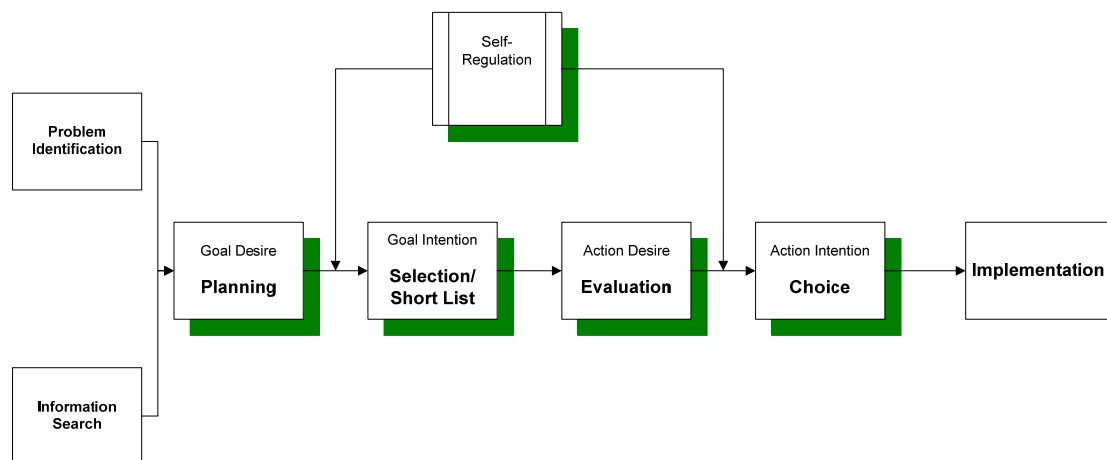 Self-
Regulation
Problem
Identification
Goal Desire
Planning
Goal Intention
Selection/
Short List
Action Desire
Evaluation
Action Intention
Choice
Implementation
Information
Search